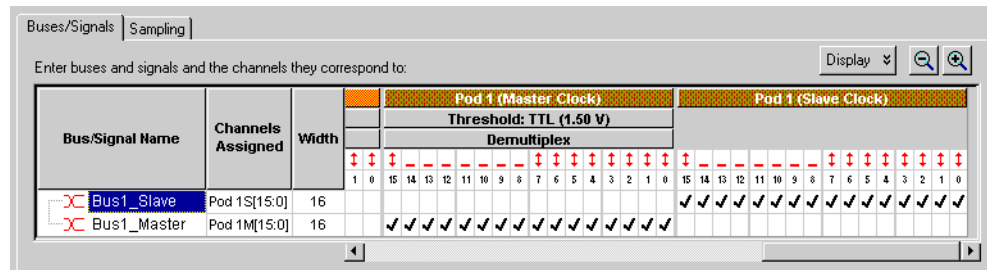 Buses/Signals Sampling
Display
Enter buses and signals and the channels they correspond to:
Bus/Signal Name Channels Assigned Width Pod 1 (Master Clock) Pod 1 (Slave Clock)
Threshold: TTL (1.50 V)
Demultiplex
1 0 15 14 13 12 11 10 9 8 7 6 5 4 3 2 1 0 15 14 13 12 11 10 9 8 7 6 5 4 3 2 1 0
Bus1_Slave Pod 1S[15:0] 16
Bus1_Master Pod 1M[15:0] 16